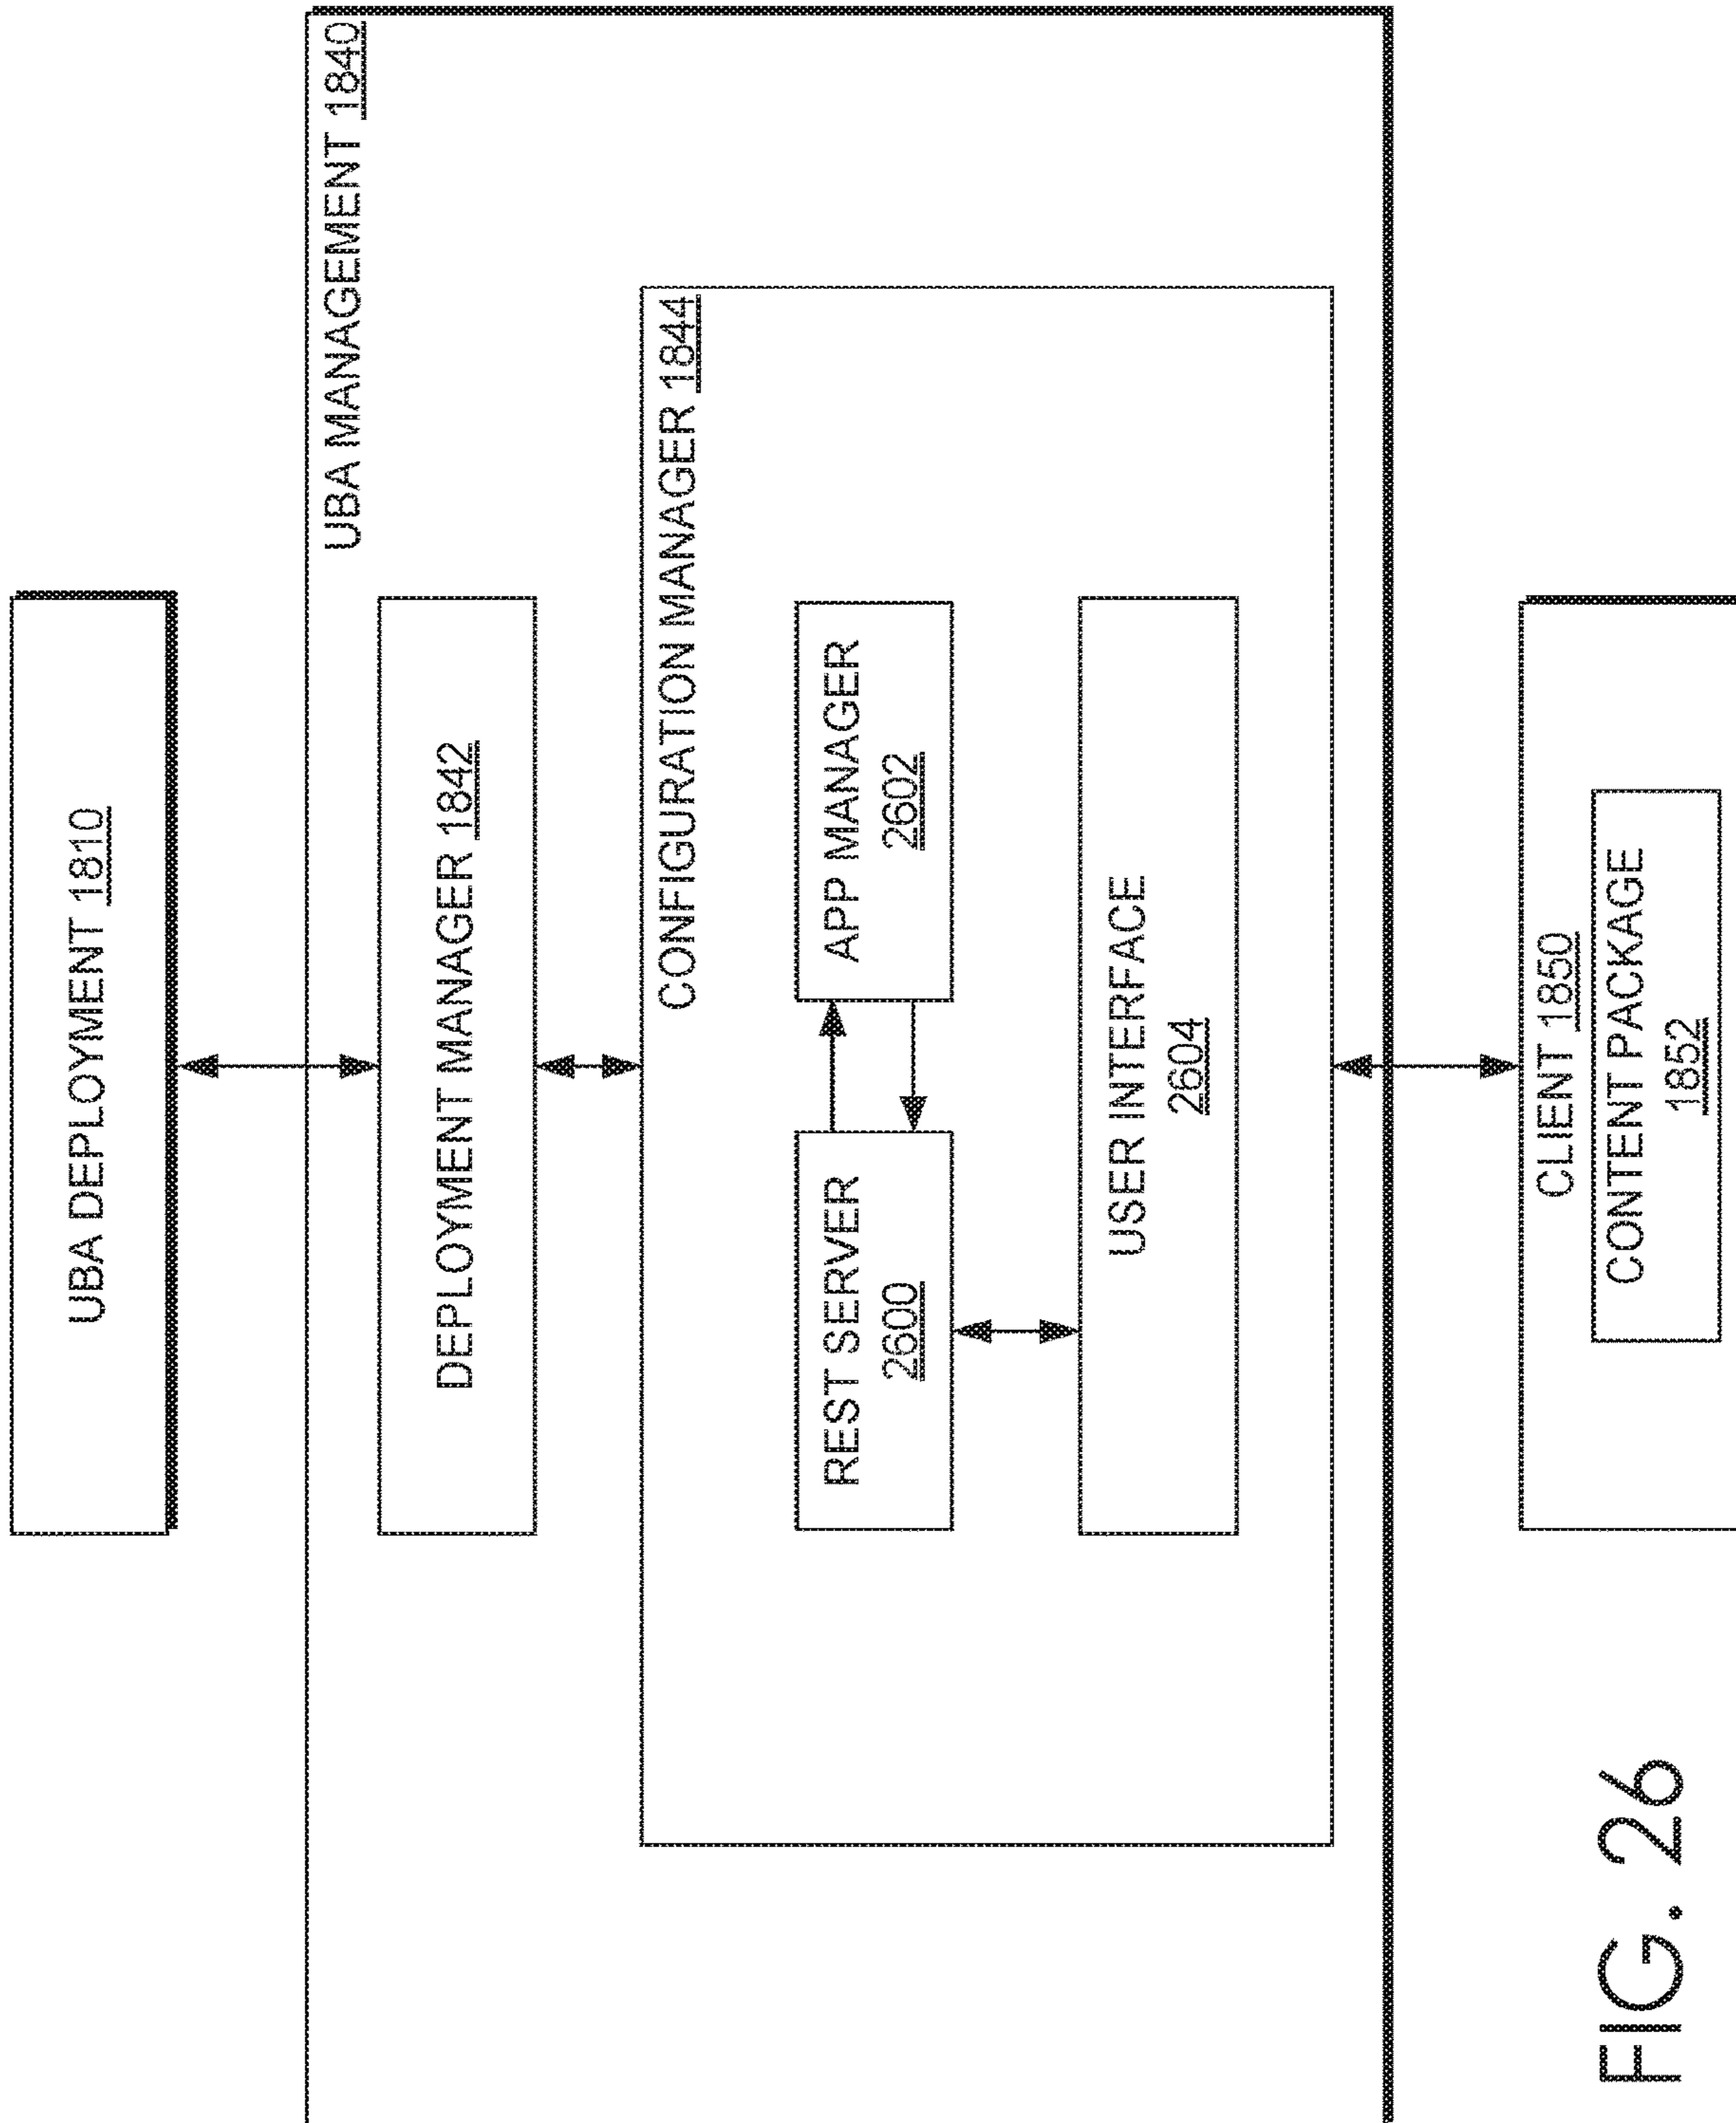 UBA DEPLOYMENT 1810
UBA MANAGEMENT 1840
DEPLOYMENT MANAGER 1842
CONFIGURATION MANAGER 1844
REST SERVER
2600
APP MANAGER
2602
USER INTERFACE
2604
CLIENT 1850
CONTENT PACKAGE
1852
FIG. 26